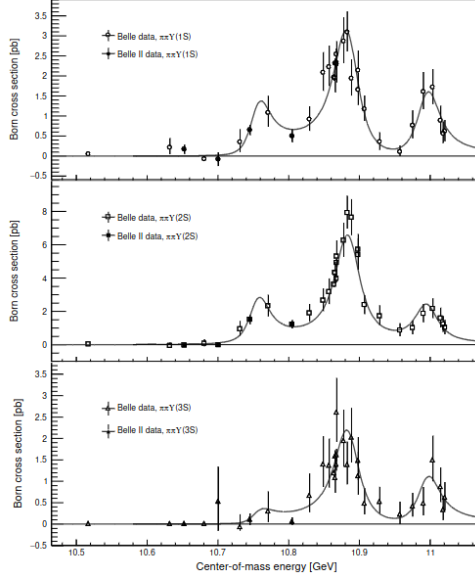 Born cross section [pb]
3.5
3
2.5
2
1.5
1
0.5
0
−0.5
Belle data, ππϒ(1S)
Belle II data, ππϒ(1S)
Born cross section [pb]
8
6
4
2
0
Belle data, ππϒ(2S)
Belle II data, ππϒ(2S)
Born cross section [pb]
3.5
3
2.5
2
1.5
1
0.5
0
−0.5
Belle data, ππϒ(3S)
Belle II data, ππϒ(3S)
10.5 10.6 10.7 10.8 10.9 11
Center-of-mass energy [GeV]